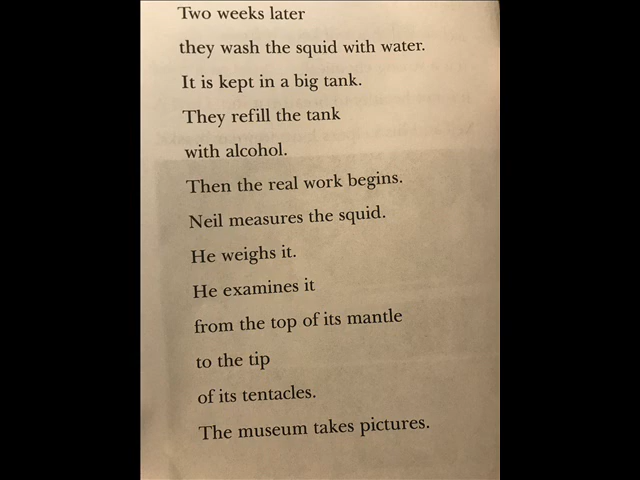 Two weeks later
they wash the squid with water.
It is kept in a big tank.
They refill the tank
with alcohol.
Then the real work begins.
Neil measures the squid.
He weighs it.
He examines it
from the top of its mantle
to the tip
of its tentacles.
The museum takes pictures.